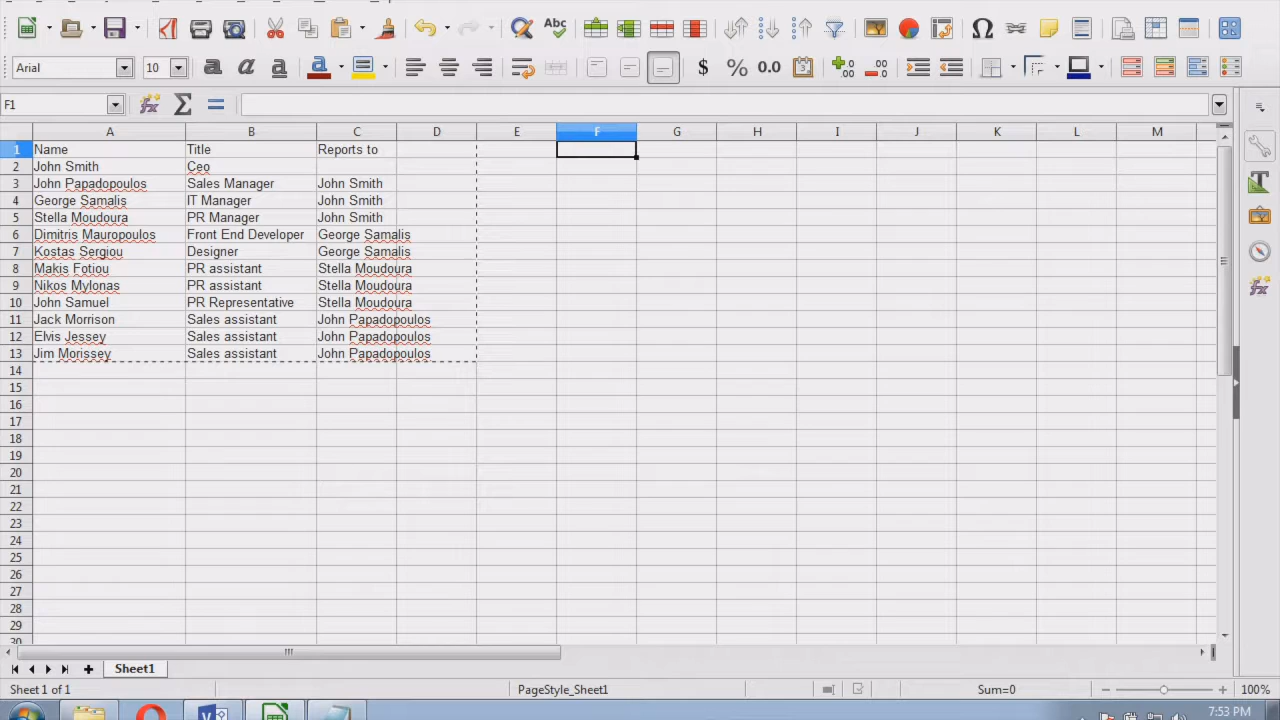 Abc
Arial 10 a a a a $ % 0.0
F1
A B C D E F G H I J K L M
1 Name Title Reports to
2 John Smith Ceo
3 John Papadopoulos Sales Manager John Smith
4 George Samalis IT Manager John Smith
5 Stella Moudoura PR Manager John Smith
6 Dimitris Mauropoulos Front End Developer George Samalis
7 Kostas Sergiou Designer George Samalis
8 Makis Fotiou PR assistant Stella Moudoura
9 Nikos Mylonas PR assistant Stella Moudoura
10 John Samuel PR Representative Stella Moudoura
11 Jack Morrison Sales assistant John Papadopoulos
12 Elvis Jessey Sales assistant John Papadopoulos
13 Jim Morissey Sales assistant John Papadopoulos
14
15
16
17
18
19
20
21
22
23
24
25
26
27
28
29
30
Sheet1
Sheet 1 of 1 PageStyle_Sheet1 Sum=0 100%
7:53 PM